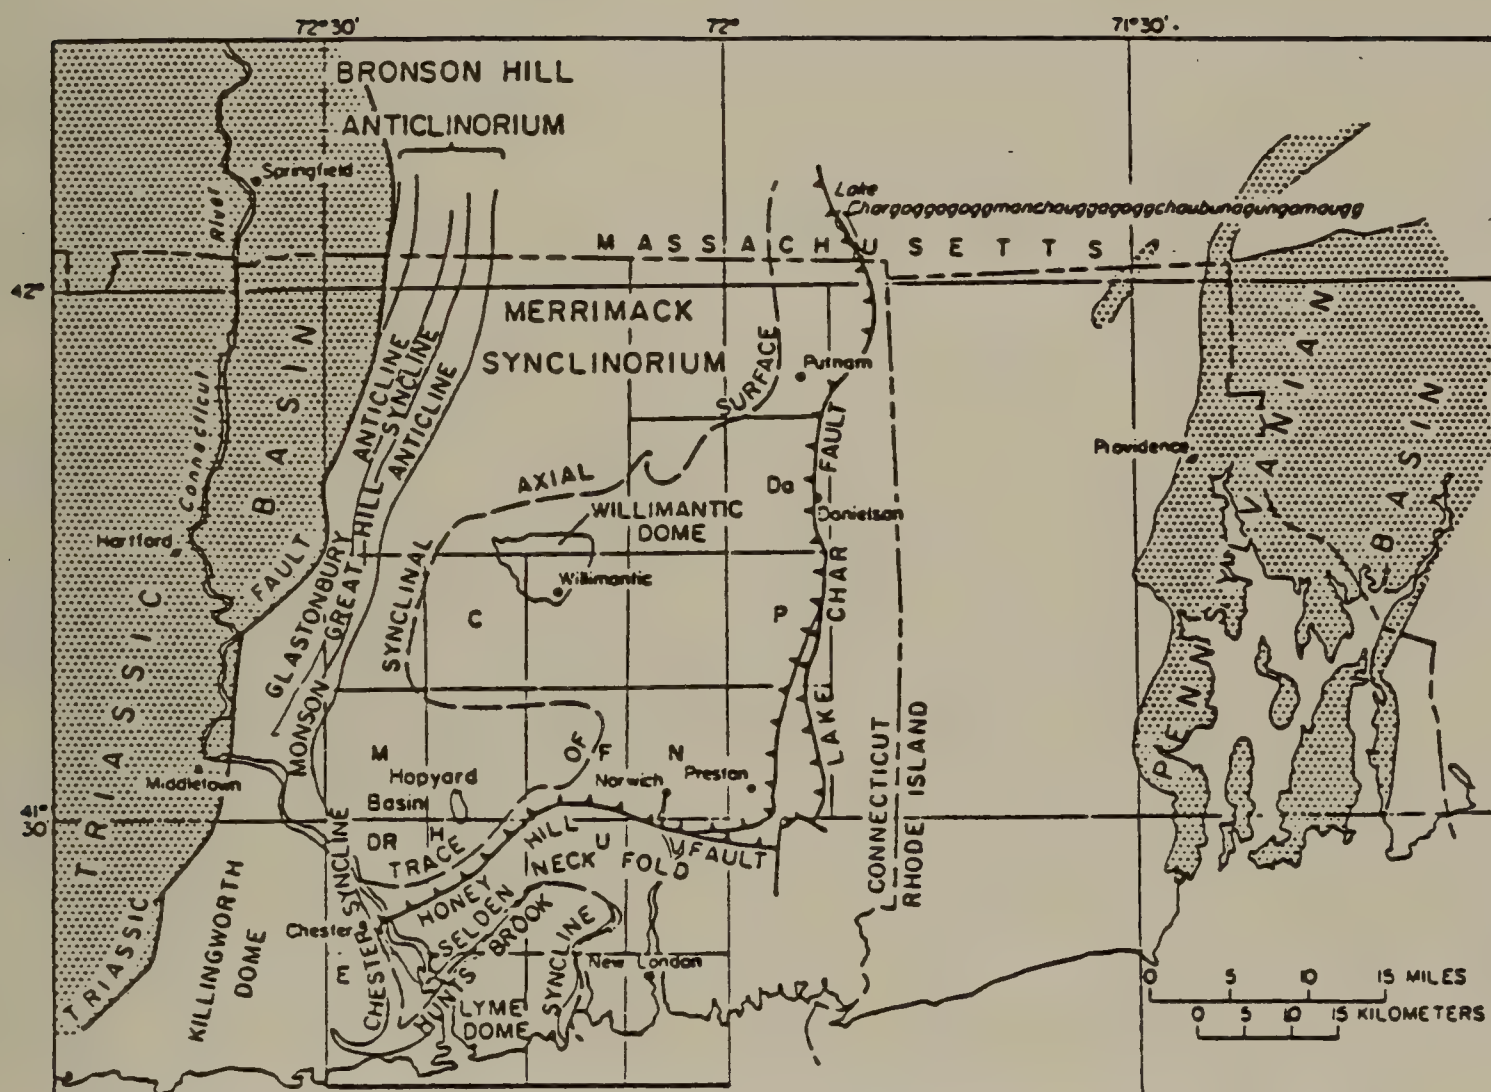 72°30'
72°
71°30'.
BRONSON HILL
ANTICLINORIUM
Springfield
River
Lake
Chargoggagoggmanchauggagoggchaubunagungamaugg
MASSACHUSETTS
42°
MERRIMACK
SYNCLINORIUM
Putnam
Connecticut
TRIASSIC BASIN
ANTICLINE
SYNCLINE
ANTICLINE
GLASTONBURY
GREAT HILL
MONSON
SYNCLINAL AXIAL SURFACE
Providence
PENNSYLVANIAN
BASIN
Da
Danielson
WILLIMANTIC
DOME
Hartford
FAULT
Willimantic
C
P
LAKE CHAR FAULT
CONNECTICUT
RHODE ISLAND
M
OF
F
N
Hopyard
Basin
Norwich
Preston
Middletown
41°
30
DR
H
TRACE
HONEY HILL FAULT
U
SELDEN NECK FOLD
CHESTER SYNCLINE
Chester
E
HUNTS BROOK SYNCLINE
New London
LYME
DOME
KILLINGWORTH
DOME
TRIASSIC
0 5 10 15 MILES
0 5 10 15 KILOMETERS